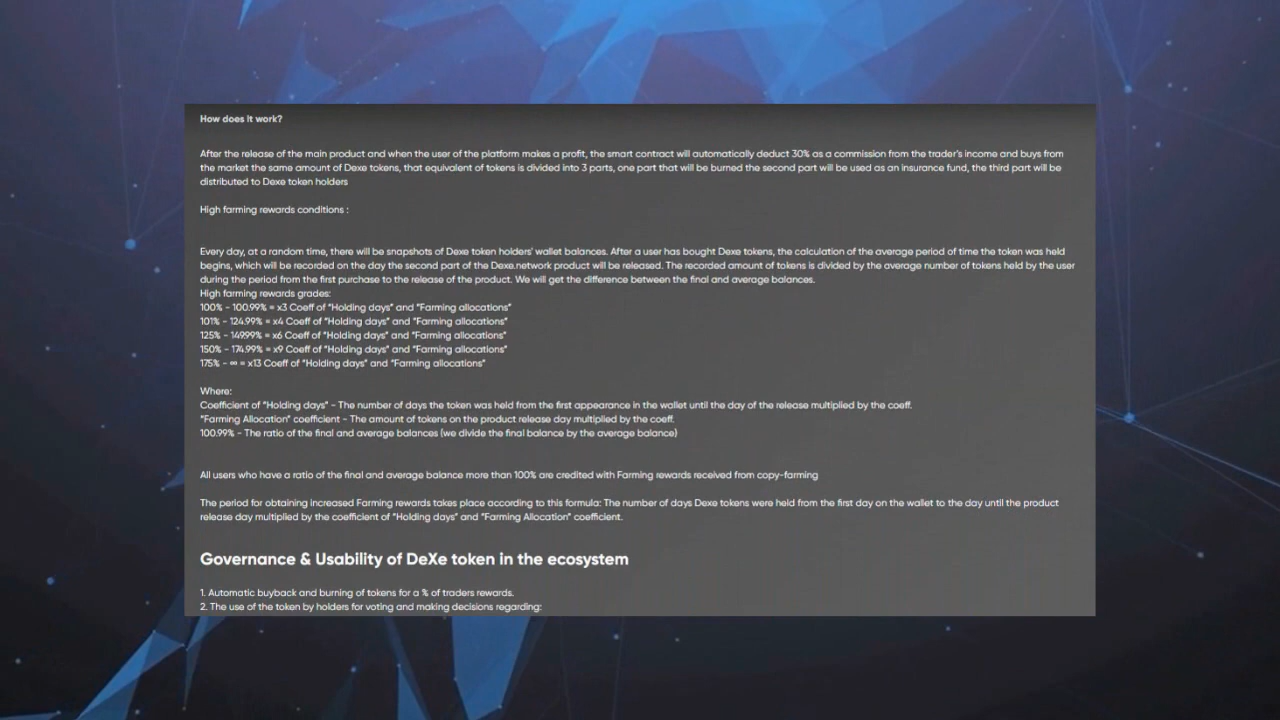 How does it work?
After the release of the main product and when the user of the platform makes a profit, the smart contract will automatically deduct 30% as a commission from the trader's income and buys from
the market the same amount of Dexe tokens, that equivalent of tokens is divided into 3 parts, one part that will be burned the second part will be used as an insurance fund, the third part will be
distributed to Dexe token holders
High farming rewards conditions :
Every day, at a random time, there will be snapshots of Dexe token holders' wallet balances. After a user has bought Dexe tokens, the calculation of the average period of time the token was held
begins, which will be recorded on the day the second part of the Dexe.network product will be released. The recorded amount of tokens is divided by the average number of tokens held by the user
during the period from the first purchase to the release of the product. We will get the difference between the final and average balances.
High farming rewards grades:
100% - 100.99% = x3 Coeff of "Holding days" and "Farming allocations"
101% - 124.99% = x4 Coeff of "Holding days" and "Farming allocations"
125% - 149.99% = x6 Coeff of "Holding days" and "Farming allocations"
150% - 174.99% = x9 Coeff of "Holding days" and "Farming allocations"
175% - ∞ = x13 Coeff of "Holding days" and "Farming allocations"
Where:
Coefficient of "Holding days" - The number of days the token was held from the first appearance in the wallet until the day of the release multiplied by the coeff.
"Farming Allocation" coefficient - The amount of tokens on the product release day multiplied by the coeff.
100.99% - The ratio of the final and average balances (we divide the final balance by the average balance)
All users who have a ratio of the final and average balance more than 100% are credited with Farming rewards received from copy-farming
The period for obtaining increased Farming rewards takes place according to this formula: The number of days Dexe tokens were held from the first day on the wallet to the day until the product
release day multiplied by the coefficient of "Holding days" and "Farming Allocation" coefficient.
Governance & Usability of DeXe token in the ecosystem
1. Automatic buyback and burning of tokens for a % of traders rewards.
2. The use of the token by holders for voting and making decisions regarding: